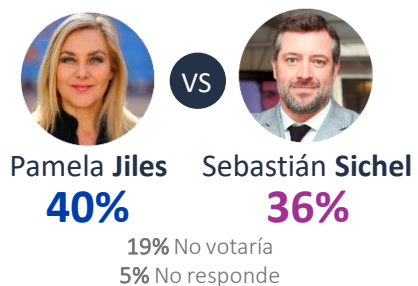 VS
Pamela Jiles Sebastián Sichel
40% 36%
19% No votaría
5% No responde